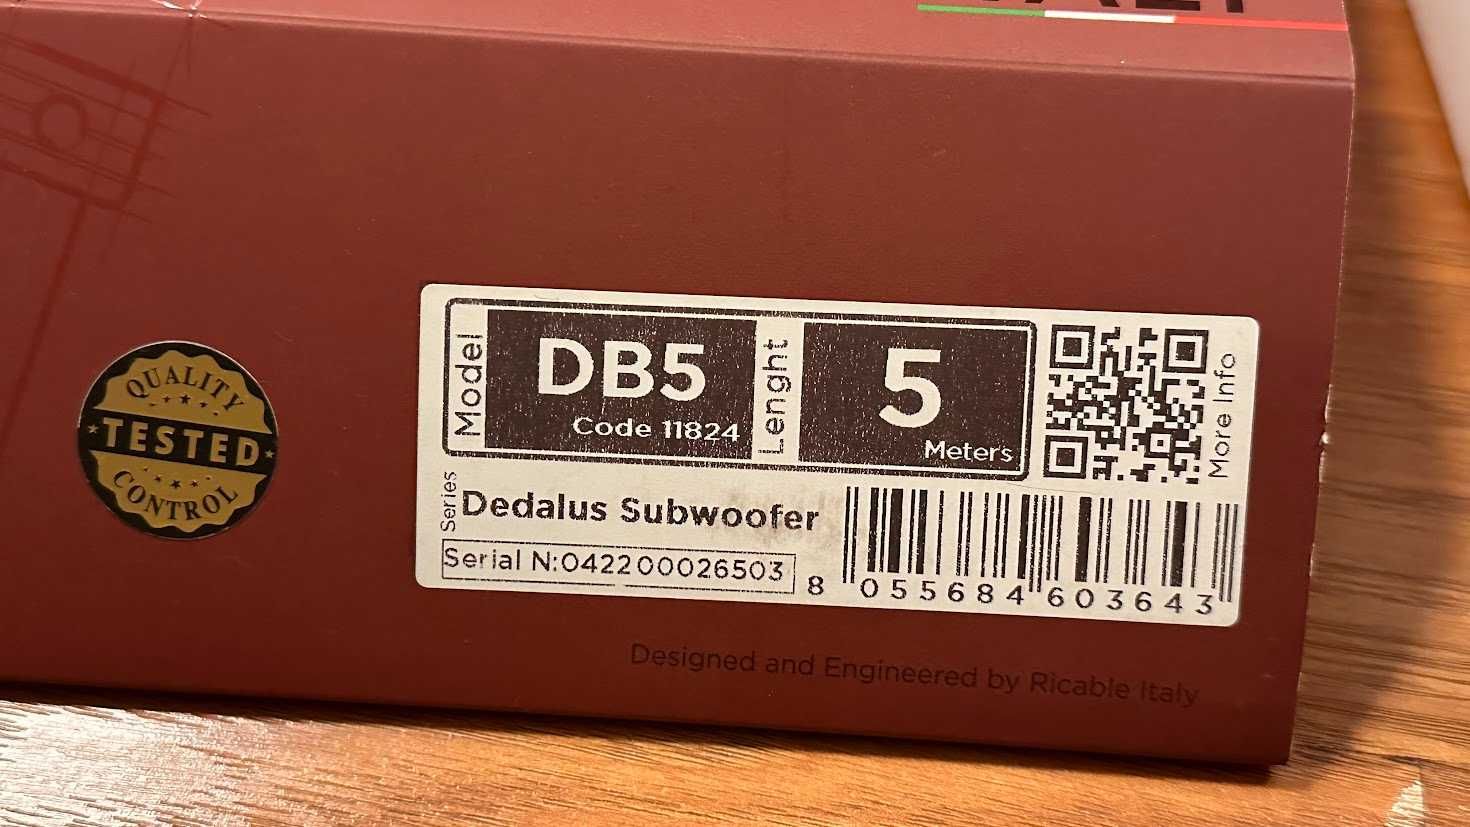 QUALITY
TESTED
CONTROL
Model
DB5
Code 11824
Lenght
5
Meters
More Info
Series
Dedalus Subwoofer
Serial N:042200026503
8 055684 603643
Designed and Engineered by Ricable Italy